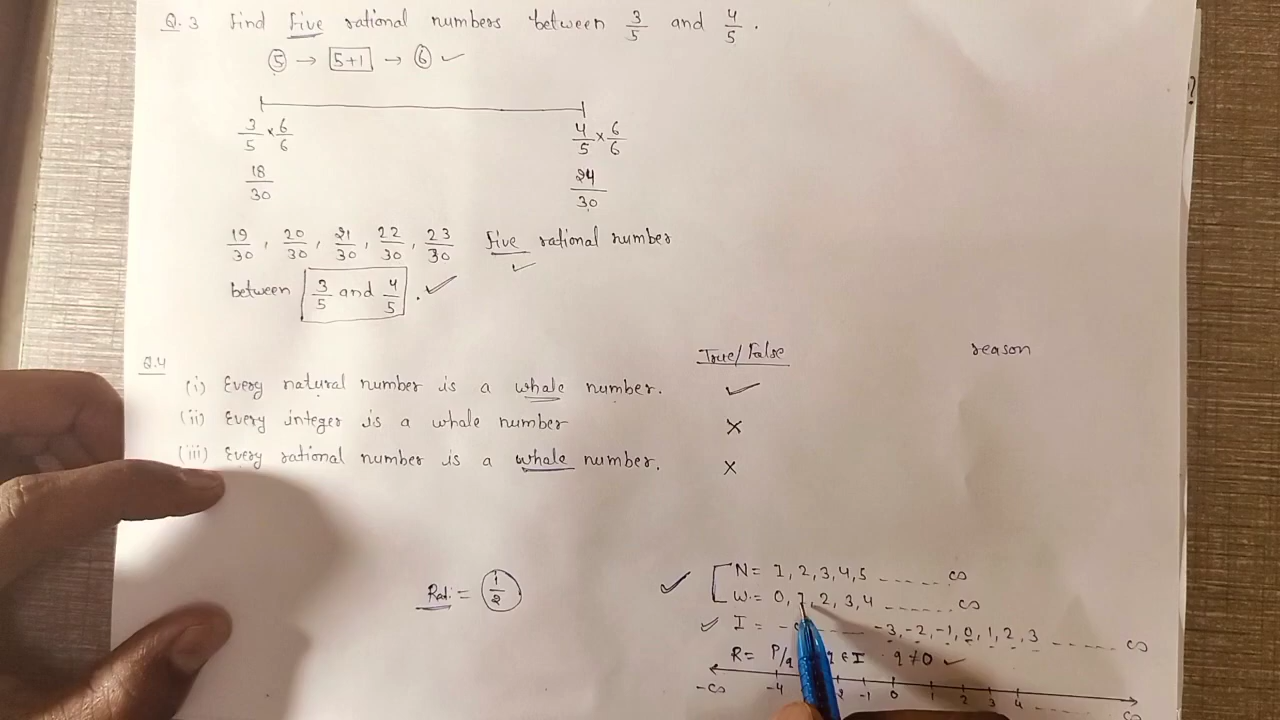 Q.3 Find five rational numbers between 3/5 and 4/5.
5 → 5+1 → 6 ✓
3/5 × 6/6 4/5 × 6/6
18/30 24/30
19/30, 20/30, 21/30, 22/30, 23/30 five rational number
between 3/5 and 4/5. ✓
Q.4 True/False reason
(i) Every natural number is a whole number. ✓
(ii) Every integer is a whole number ×
(iii) Every rational number is a whole number. ×
Rat: = 1/2
✓ N = 1, 2, 3, 4, 5 ------ ∞
W = 0, 1, 2, 3, 4 ------ ∞
✓ I = - ------ -3, -2, -1, 0, 1, 2, 3 ------ ∞
R = P/q ∈ I q ≠ 0 ✓
-∞ -4 -1 0 1 2 3 4 ------ ∞